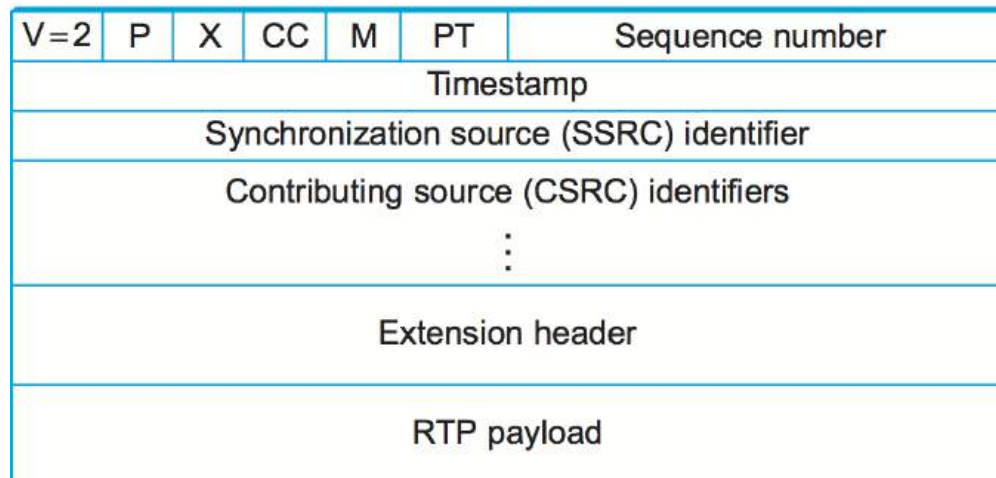 V=2 P X CC M PT Sequence number
Timestamp
Synchronization source (SSRC) identifier
Contributing source (CSRC) identifiers
⋮
Extension header
RTP payload